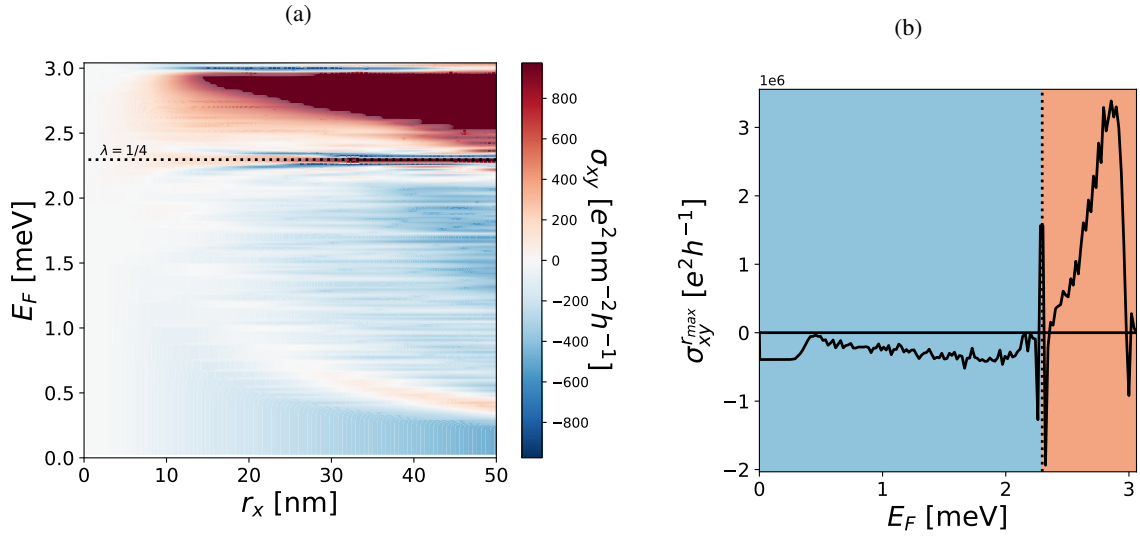 (a)
3.0
2.5
2.0
1.5
1.0
0.5
0.0
E_F [meV]
λ = 1/4
0 10 20 30 40 50
r_x [nm]
800
600
400
200
0
−200
−400
−600
−800
σ_xy [e²nm⁻²h⁻¹]
(b)
1e6
3
2
1
0
−1
−2
σ_xy^{r_max} [e²h⁻¹]
0 1 2 3
E_F [meV]